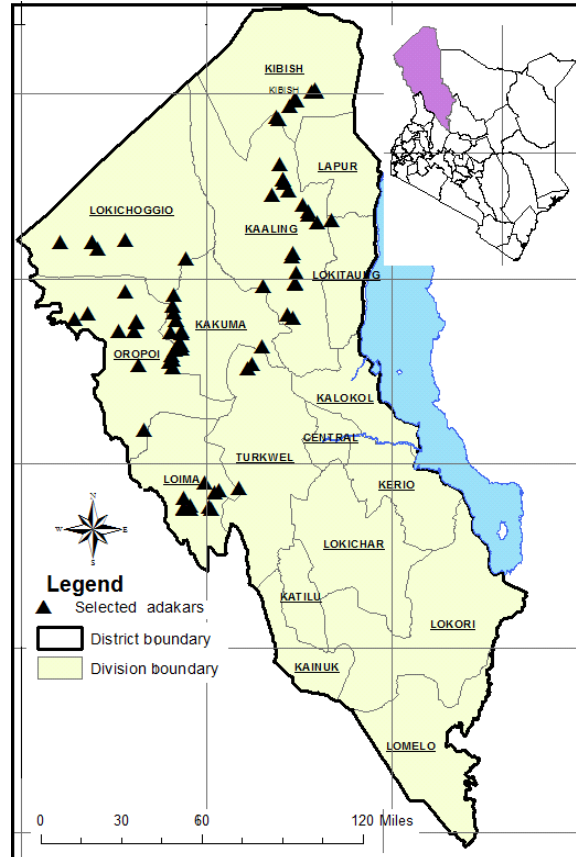 KIBISH
KIBISH
LAPUR
LOKICHOGGIO
KAALING
LOKITAUNG
KAKUMA
OROPOI
KALOKOL
CENTRAL
TURKWEL
LOIMA
KERIO
N
W E
S
LOKICHAR
Legend
Selected adakars
District boundary
Division boundary
KATILU
LOKORI
KAINUK
LOMELO
0 30 60 120 Miles